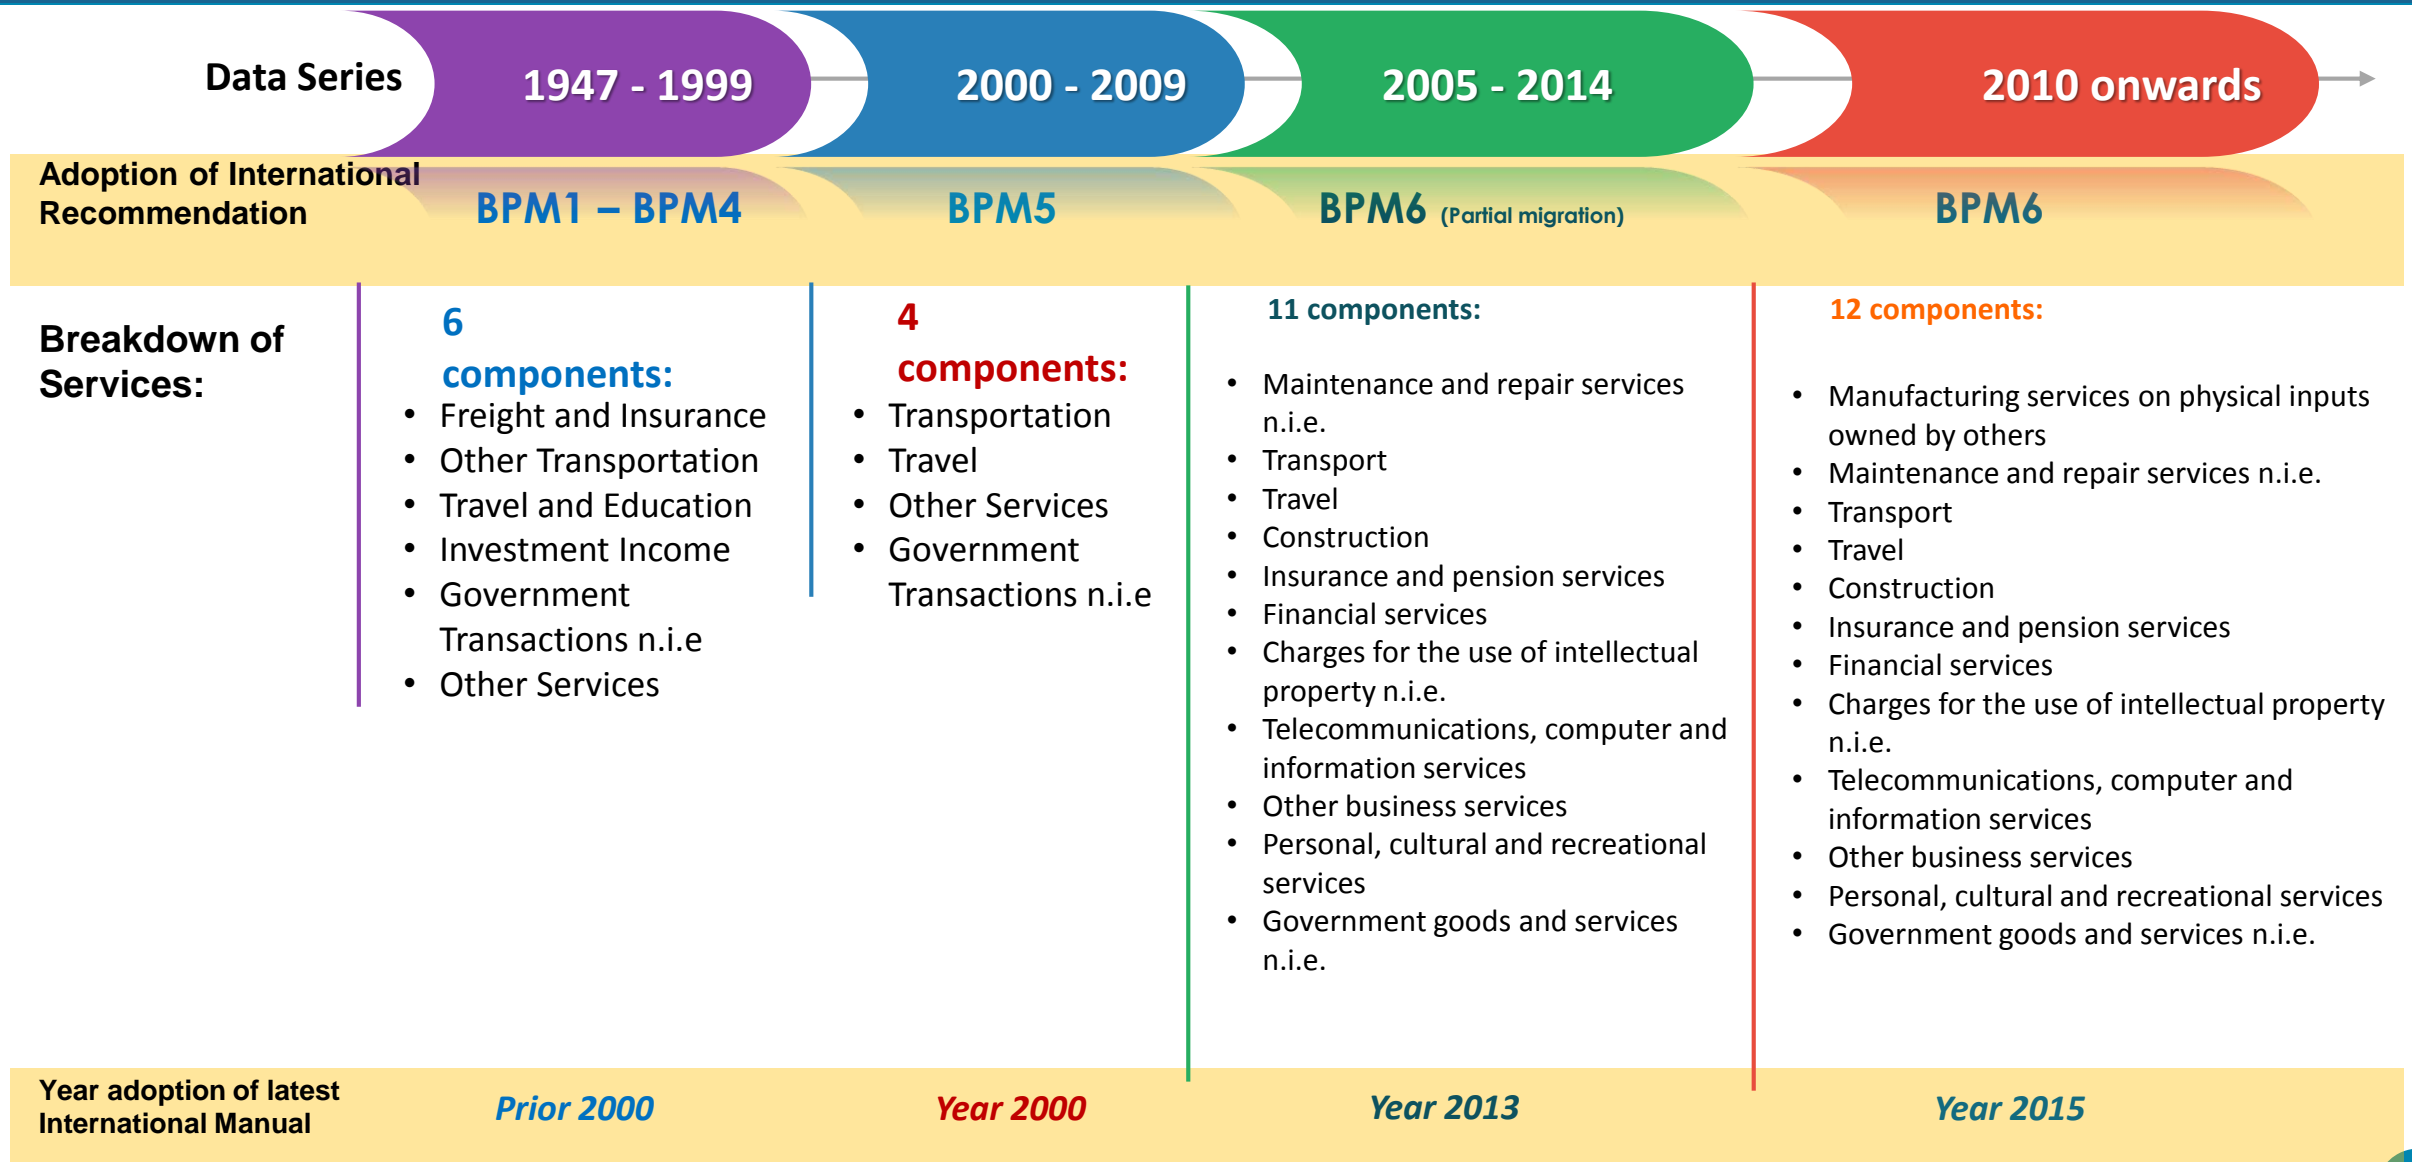 Data Series
1947 - 1999
2000 - 2009
2005 - 2014
2010 onwards
Adoption of International
Recommendation
BPM1 – BPM4
BPM5
BPM6 (Partial migration)
BPM6
Breakdown of
Services:
6
components:
• Freight and Insurance
• Other Transportation
• Travel and Education
• Investment Income
• Government
Transactions n.i.e
• Other Services
4
components:
• Transportation
• Travel
• Other Services
• Government
Transactions n.i.e
11 components:
• Maintenance and repair services
n.i.e.
• Transport
• Travel
• Construction
• Insurance and pension services
• Financial services
• Charges for the use of intellectual
property n.i.e.
• Telecommunications, computer and
information services
• Other business services
• Personal, cultural and recreational
services
• Government goods and services
n.i.e.
12 components:
• Manufacturing services on physical inputs
owned by others
• Maintenance and repair services n.i.e.
• Transport
• Travel
• Construction
• Insurance and pension services
• Financial services
• Charges for the use of intellectual property
n.i.e.
• Telecommunications, computer and
information services
• Other business services
• Personal, cultural and recreational services
• Government goods and services n.i.e.
Year adoption of latest
International Manual
Prior 2000
Year 2000
Year 2013
Year 2015